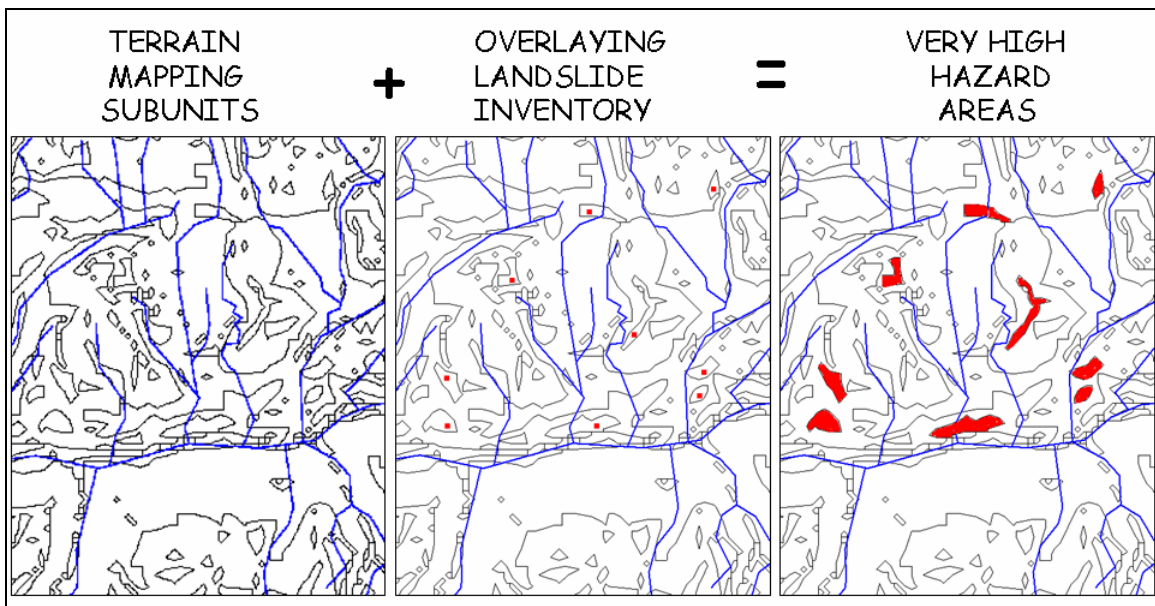 TERRAIN
MAPPING
SUBUNITS
+
OVERLAYING
LANDSLIDE
INVENTORY
=
VERY HIGH
HAZARD
AREAS